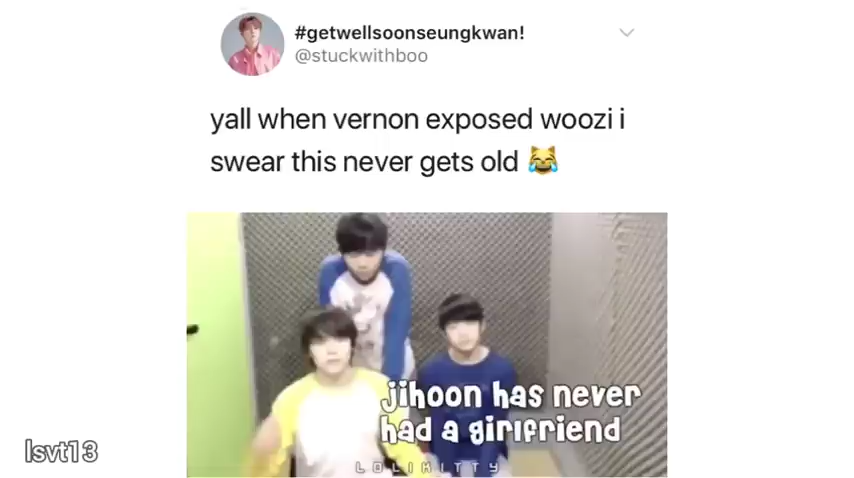 #getwellsoonseungkwan!
@stuckwithboo
yall when vernon exposed woozi i
swear this never gets old 😹
jihoon has never
had a girlfriend
LOLIKITTY
lsvt13